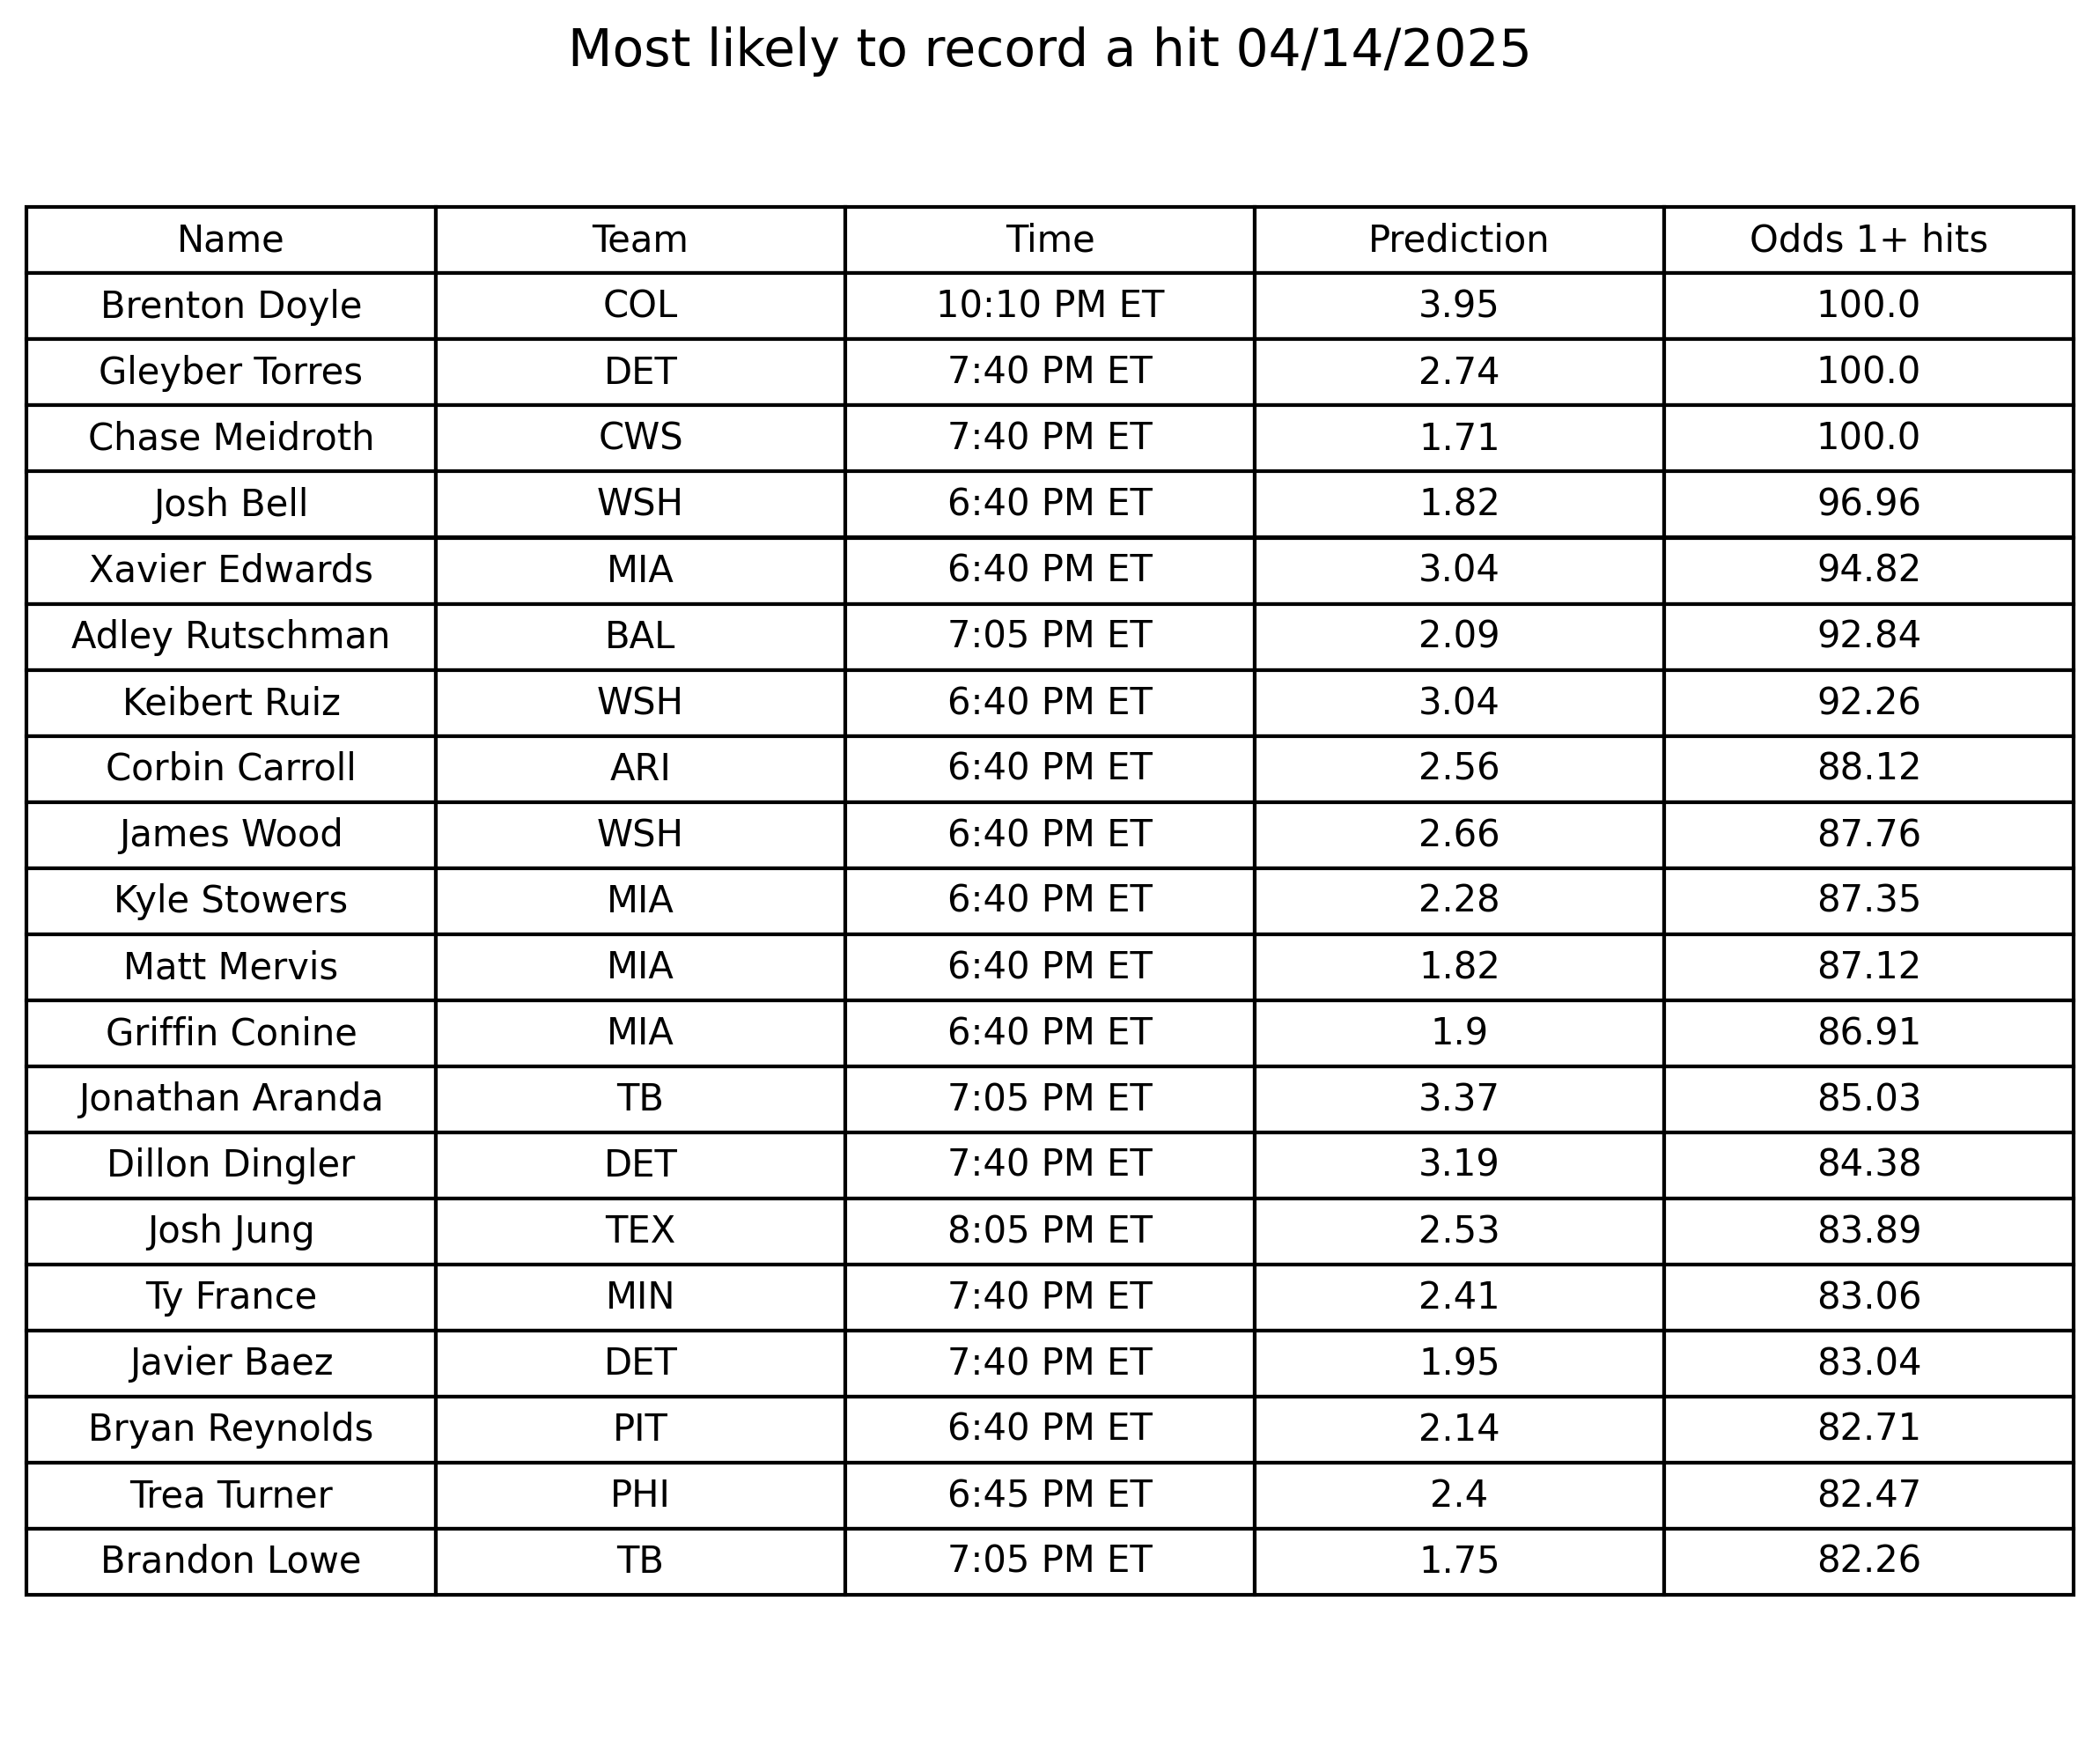 Most likely to record a hit 04/14/2025
Name Team Time Prediction Odds 1+ hits
Brenton Doyle COL 10:10 PM ET 3.95 100.0
Gleyber Torres DET 7:40 PM ET 2.74 100.0
Chase Meidroth CWS 7:40 PM ET 1.71 100.0
Josh Bell WSH 6:40 PM ET 1.82 96.96
Xavier Edwards MIA 6:40 PM ET 3.04 94.82
Adley Rutschman BAL 7:05 PM ET 2.09 92.84
Keibert Ruiz WSH 6:40 PM ET 3.04 92.26
Corbin Carroll ARI 6:40 PM ET 2.56 88.12
James Wood WSH 6:40 PM ET 2.66 87.76
Kyle Stowers MIA 6:40 PM ET 2.28 87.35
Matt Mervis MIA 6:40 PM ET 1.82 87.12
Griffin Conine MIA 6:40 PM ET 1.9 86.91
Jonathan Aranda TB 7:05 PM ET 3.37 85.03
Dillon Dingler DET 7:40 PM ET 3.19 84.38
Josh Jung TEX 8:05 PM ET 2.53 83.89
Ty France MIN 7:40 PM ET 2.41 83.06
Javier Baez DET 7:40 PM ET 1.95 83.04
Bryan Reynolds PIT 6:40 PM ET 2.14 82.71
Trea Turner PHI 6:45 PM ET 2.4 82.47
Brandon Lowe TB 7:05 PM ET 1.75 82.26